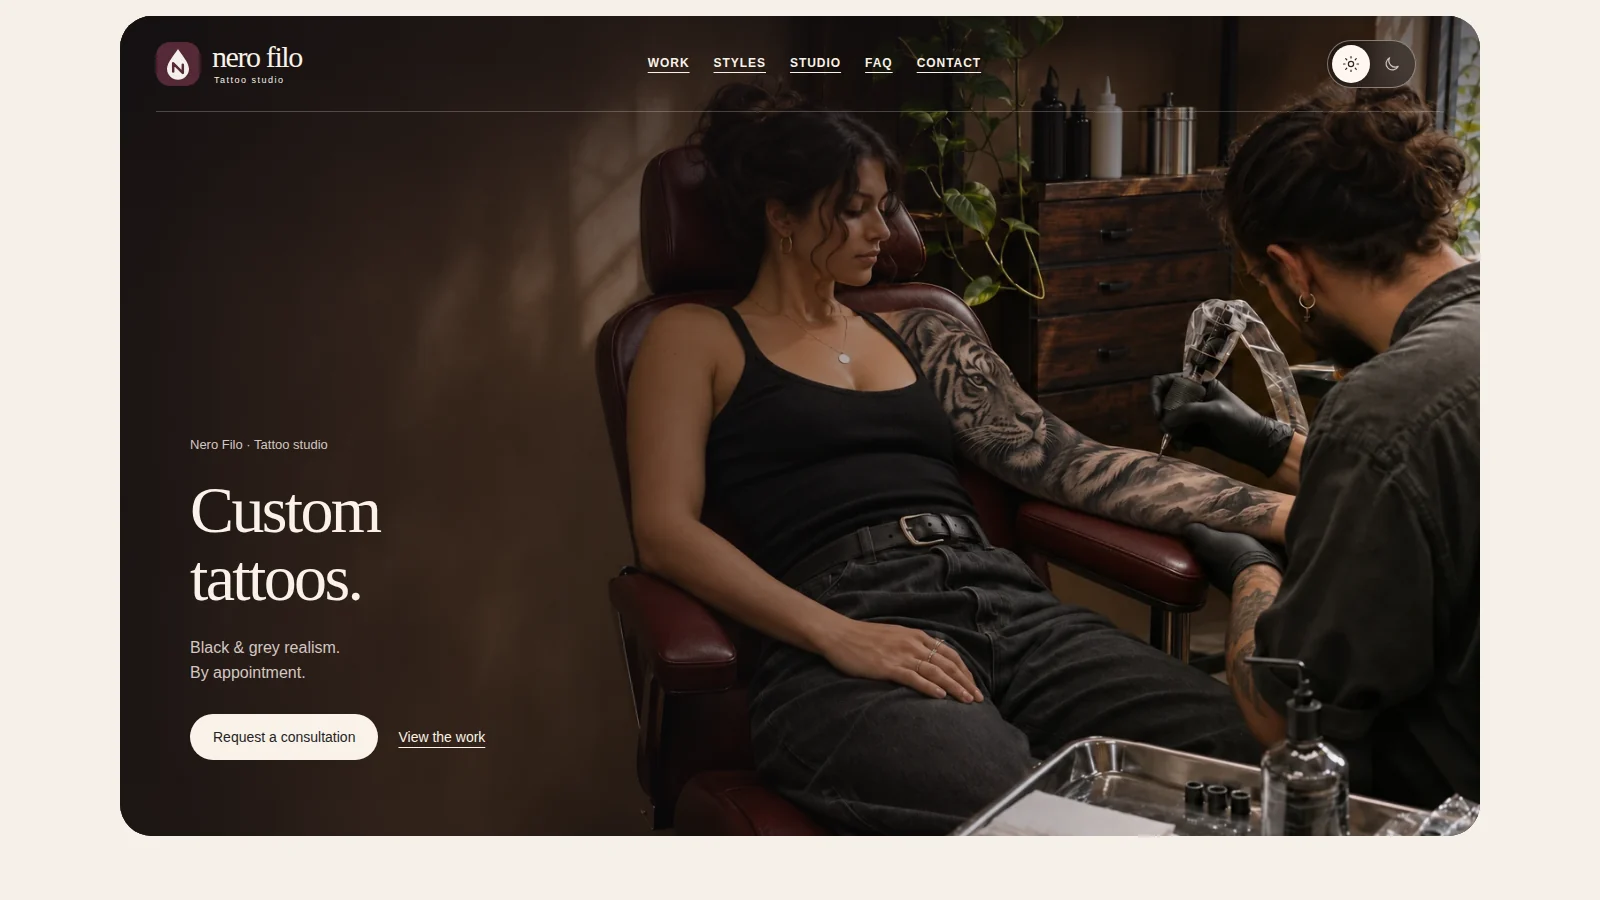 nero filo
Tattoo studio
WORK STYLES STUDIO FAQ CONTACT
Nero Filo · Tattoo studio
Custom
tattoos.
Black & grey realism.
By appointment.
Request a consultation View the work